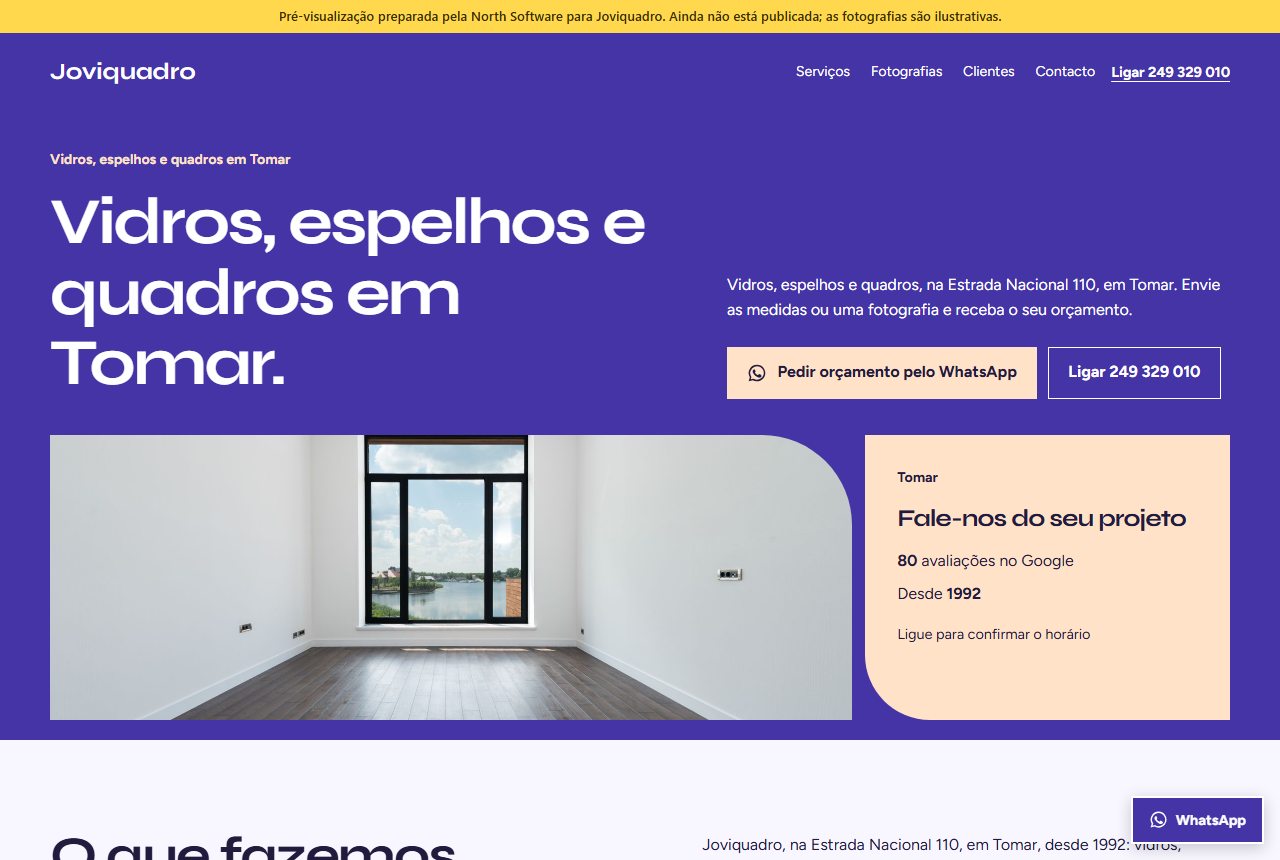 Pré-visualização preparada pela North Software para Joviquadro. Ainda não está publicada; as fotografias são ilustrativas.
Joviquadro
Serviços
Fotografias
Clientes
Contacto
Ligar 249 329 010
Vidros, espelhos e quadros em Tomar
Vidros, espelhos e
quadros em
Tomar.
Vidros, espelhos e quadros, na Estrada Nacional 110, em Tomar. Envie
as medidas ou uma fotografia e receba o seu orçamento.
Pedir orçamento pelo WhatsApp
Ligar 249 329 010
Tomar
Fale-nos do seu projeto
80 avaliações no Google
Desde 1992
Ligue para confirmar o horário
O que fazemos
Joviquadro, na Estrada Nacional 110, em Tomar, desde 1992: vidros,
WhatsApp